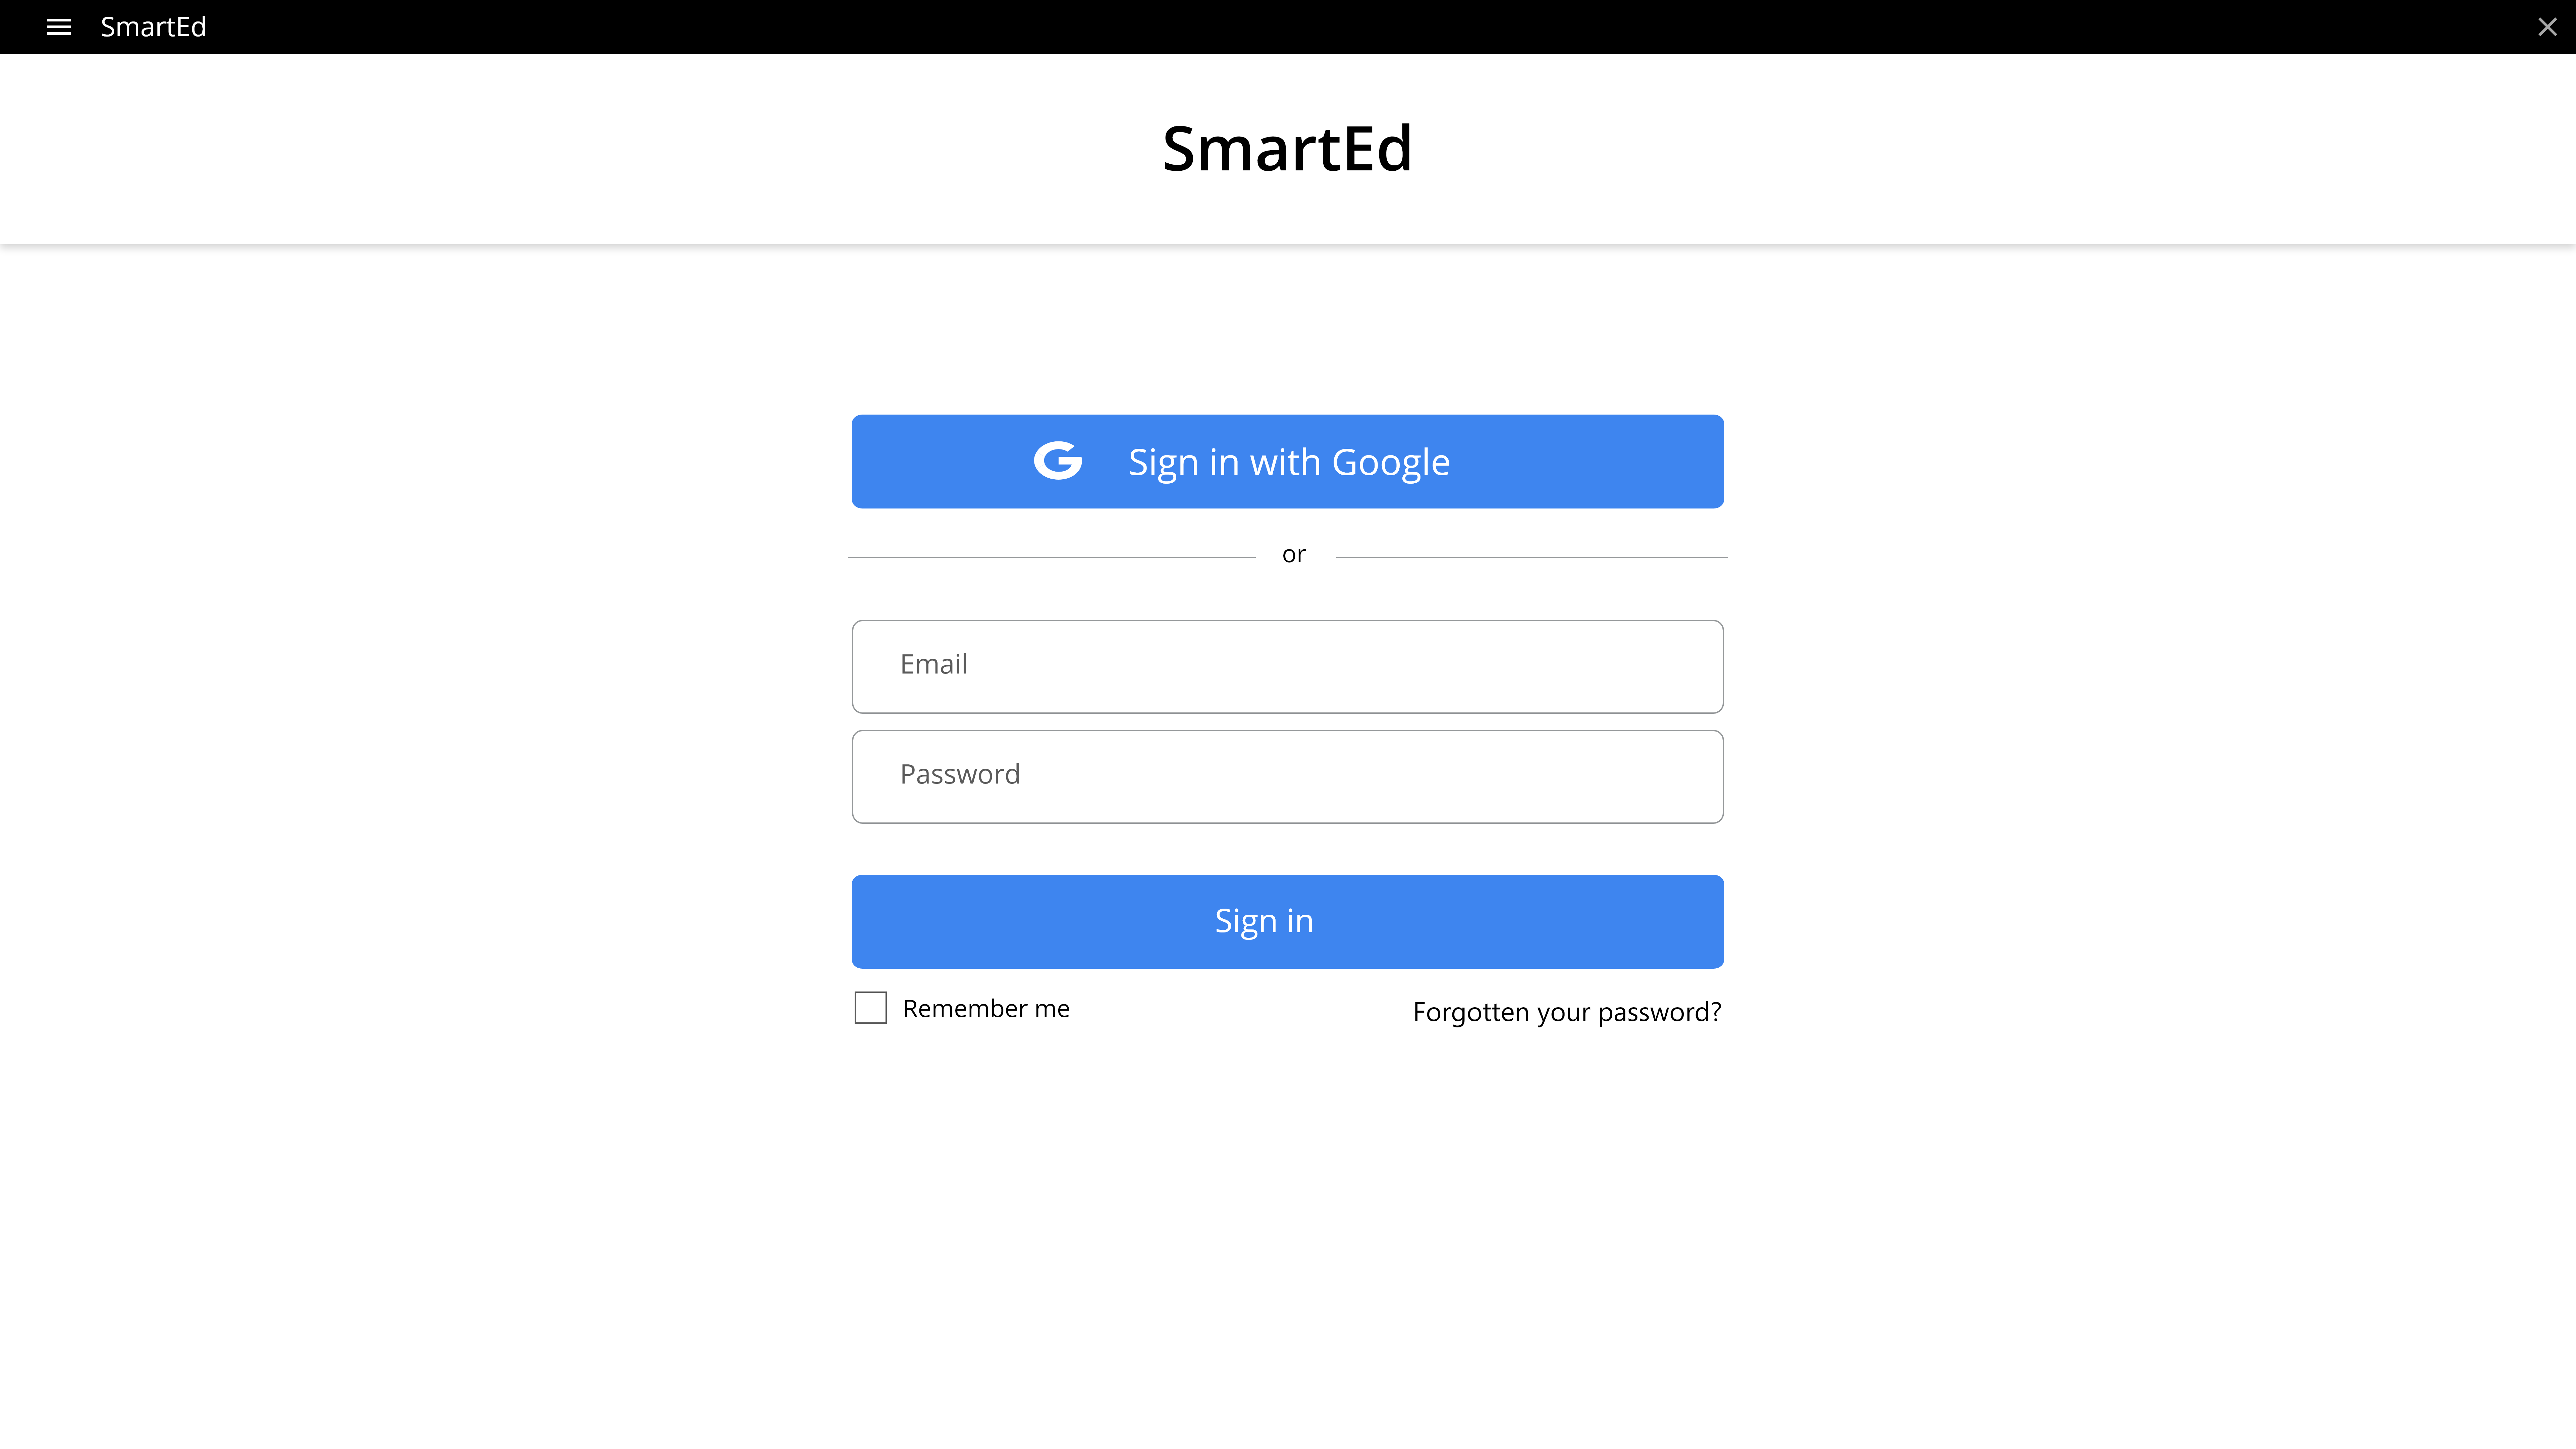 SmartEd
SmartEd
Sign in with Google
or
Email
Password
Sign in
Remember me
Forgotten your password?